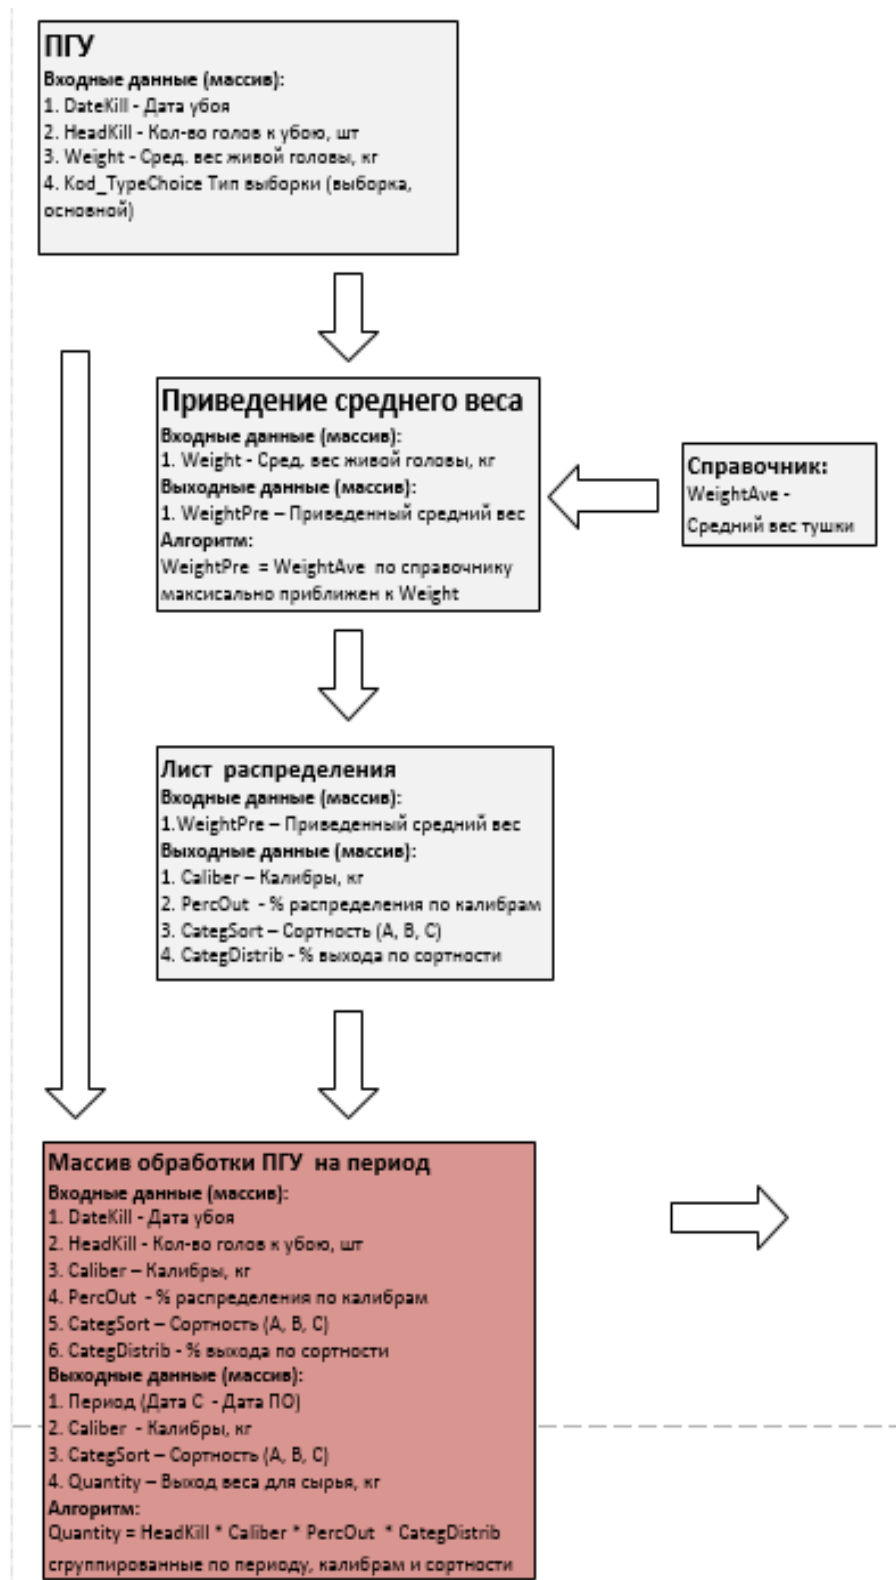 ПГУ
Входные данные (массив):
1. DateKill - Дата убоя
2. HeadKill - Кол-во голов к убою, шт
3. Weight - Сред. вес живой головы, кг
4. Kod_TypeChoice Тип выборки (выборка,
основной)
Приведение среднего веса
Входные данные (массив):
1. Weight - Сред. вес живой головы, кг
Выходные данные (массив):
1. WeightPre – Приведенный средний вес
Алгоритм:
WeightPre = WeightAve по справочнику
максисально приближен к Weight
Справочник:
WeightAve -
Средний вес тушки
Лист распределения
Входные данные (массив):
1.WeightPre – Приведенный средний вес
Выходные данные (массив):
1. Caliber – Калибры, кг
2. PercOut - % распределения по калибрам
3. CategSort – Сортность (А, В, С)
4. CategDistrib - % выхода по сортности
Массив обработки ПГУ на период
Входные данные (массив):
1. DateKill - Дата убоя
2. HeadKill - Кол-во голов к убою, шт
3. Caliber – Калибры, кг
4. PercOut - % распределения по калибрам
5. CategSort – Сортность (А, В, С)
6. CategDistrib - % выхода по сортности
Выходные данные (массив):
1. Период (Дата С - Дата ПО)
2. Caliber - Калибры, кг
3. CategSort – Сортность (А, В, С)
4. Quantity – Выход веса для сырья, кг
Алгоритм:
Quantity = HeadKill * Caliber * PercOut * CategDistrib
сгруппированные по периоду, калибрам и сортности